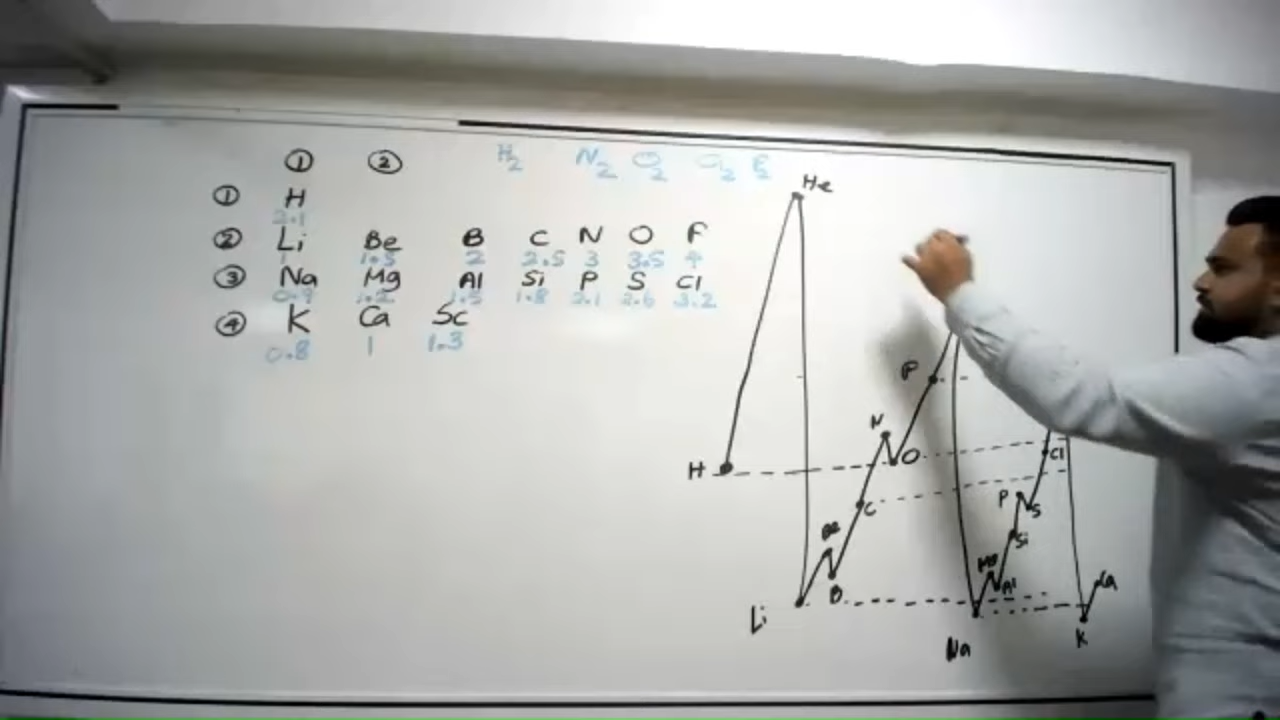 ① ② H2 N2 O2 F2
① H
2.1
② Li Be B C N O F
1 1.5 2 2.5 3 3.5 4
③ Na Mg Al Si P S Cl
0.9 1.2 1.5 1.8 2.1 2.6 3.2
④ K Ca Sc
0.8 1 1.3
He
P
N
H O
Cl
C P S
Be Si
Mg
B Al Ca
Li
Na K